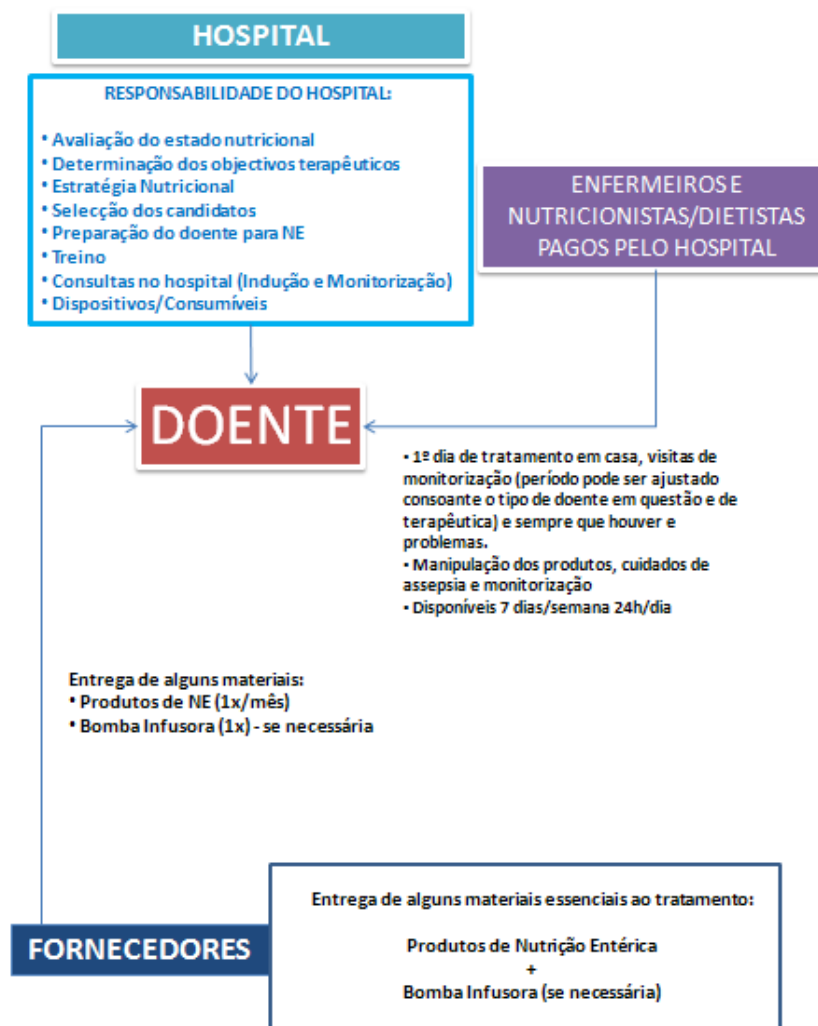 HOSPITAL
RESPONSABILIDADE DO HOSPITAL:
• Avaliação do estado nutricional
• Determinação dos objectivos terapêuticos
• Estratégia Nutricional
• Selecção dos candidatos
• Preparação do doente para NE
• Treino
• Consultas no hospital (Indução e Monitorização)
• Dispositivos/Consumíveis
ENFERMEIROS E
NUTRICIONISTAS/DIETISTAS
PAGOS PELO HOSPITAL
DOENTE
• 1º dia de tratamento em casa, visitas de
monitorização (período pode ser ajustado
consoante o tipo de doente em questão e de
terapêutica) e sempre que houver e
problemas.
• Manipulação dos produtos, cuidados de
assepsia e monitorização
• Disponíveis 7 dias/semana 24h/dia
Entrega de alguns materiais:
• Produtos de NE (1x/mês)
• Bomba Infusora (1x) - se necessária
FORNECEDORES
Entrega de alguns materiais essenciais ao tratamento:
Produtos de Nutrição Entérica
+
Bomba Infusora (se necessária)